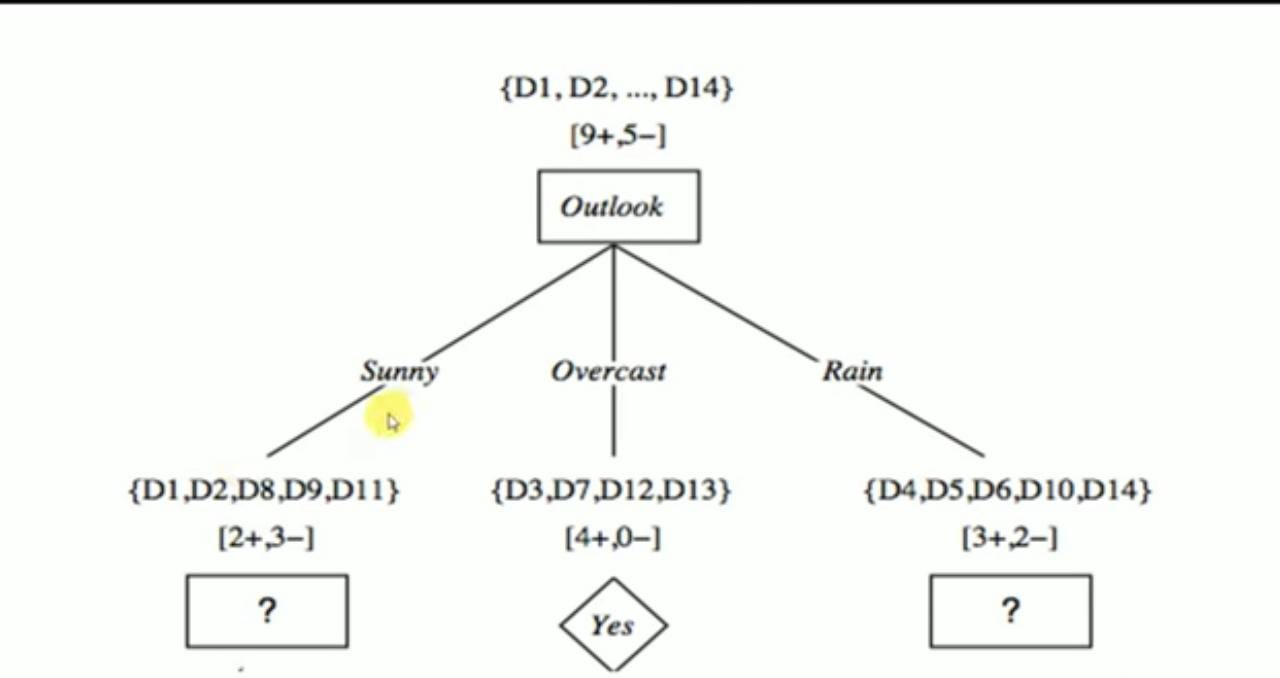 {D1, D2, ..., D14}
[9+,5−]
Outlook
Sunny
Overcast
Rain
{D1,D2,D8,D9,D11}
{D3,D7,D12,D13}
{D4,D5,D6,D10,D14}
[2+,3−]
[4+,0−]
[3+,2−]
?
Yes
?